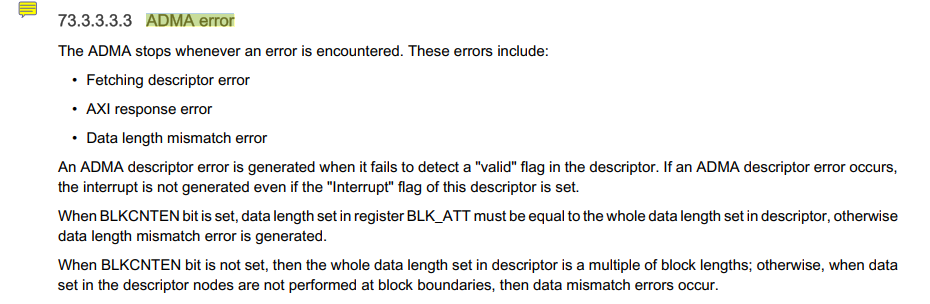 73.3.3.3.3 ADMA error
The ADMA stops whenever an error is encountered. These errors include:
• Fetching descriptor error
• AXI response error
• Data length mismatch error
An ADMA descriptor error is generated when it fails to detect a "valid" flag in the descriptor. If an ADMA descriptor error occurs,
the interrupt is not generated even if the "Interrupt" flag of this descriptor is set.
When BLKCNTEN bit is set, data length set in register BLK_ATT must be equal to the whole data length set in descriptor, otherwise
data length mismatch error is generated.
When BLKCNTEN bit is not set, then the whole data length set in descriptor is a multiple of block lengths; otherwise, when data
set in the descriptor nodes are not performed at block boundaries, then data mismatch errors occur.